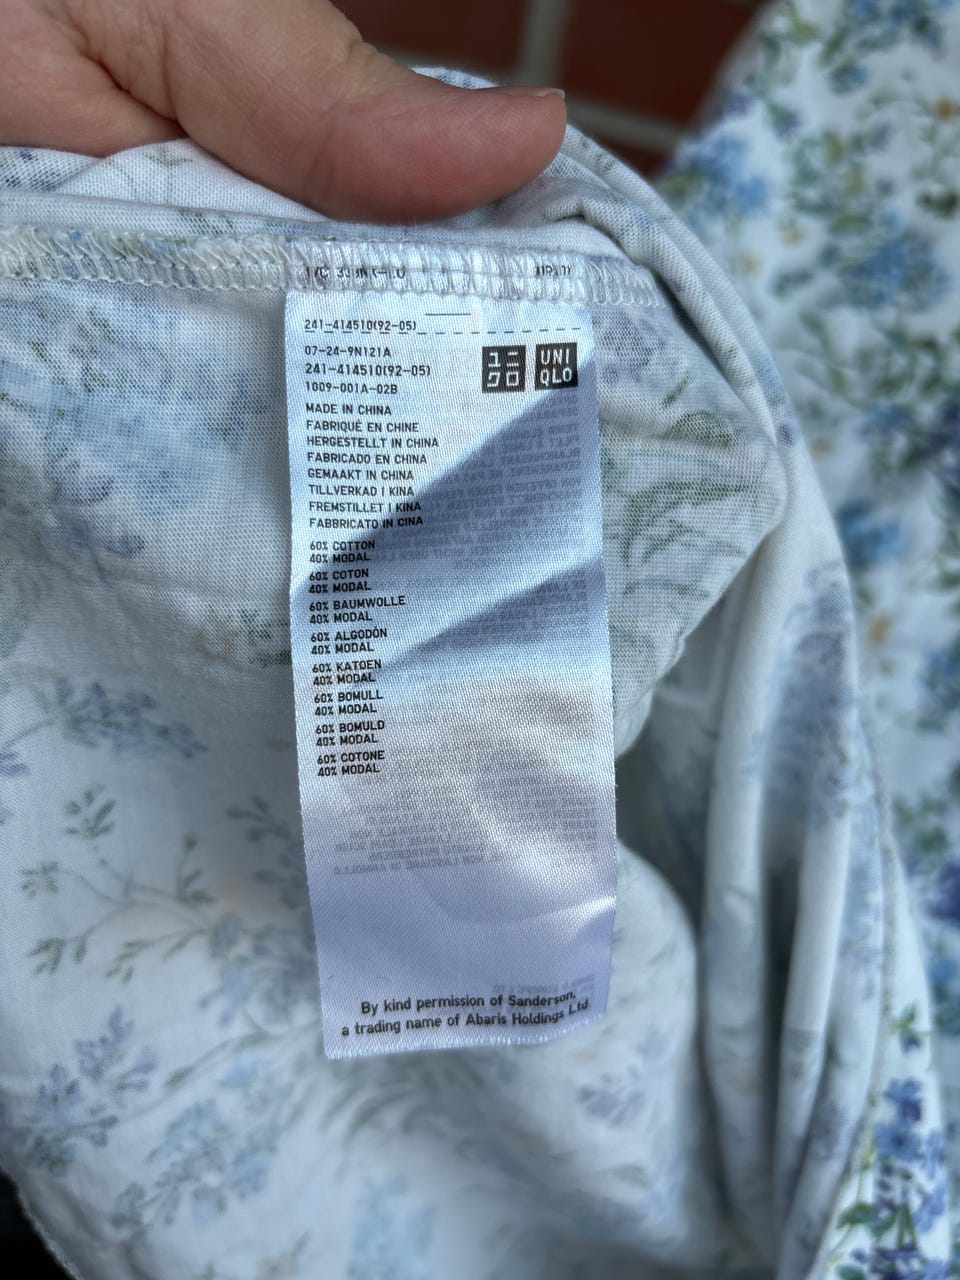 241-414510(92-05)
07-24-9N121A
241-414510(92-05)
1009-001A-02B
ユニ
クロ
UNI
QLO
MADE IN CHINA
FABRIQUÉ EN CHINE
HERGESTELLT IN CHINA
FABRICADO EN CHINA
GEMAAKT IN CHINA
TILLVERKAD I KINA
FREMSTILLET I KINA
FABBRICATO IN CINA
60% COTTON
40% MODAL
60% COTON
40% MODAL
60% BAUMWOLLE
40% MODAL
60% ALGODÓN
40% MODAL
60% KATOEN
40% MODAL
60% BOMULL
40% MODAL
60% BOMULD
40% MODAL
60% COTONE
40% MODAL
By kind permission of Sanderson,
a trading name of Abaris Holdings Ltd